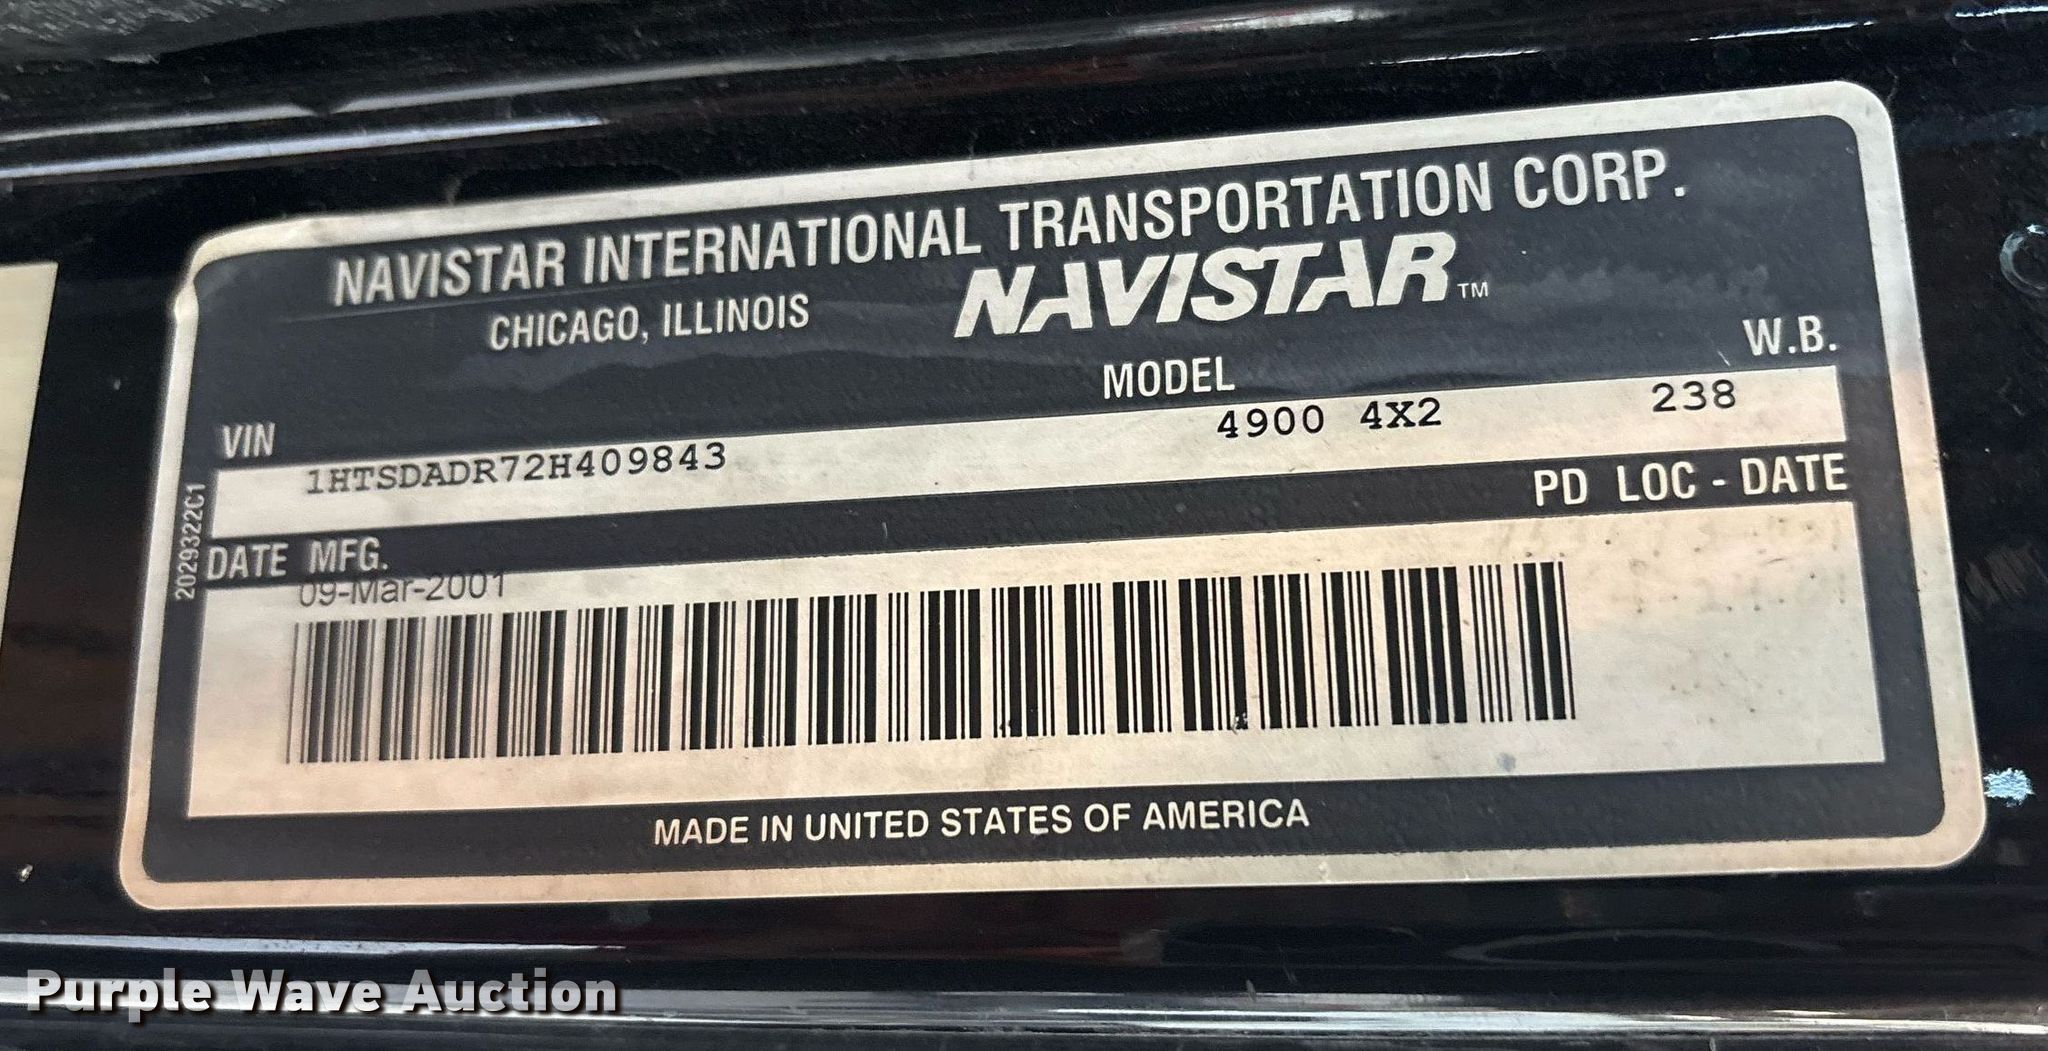 NAVISTAR INTERNATIONAL TRANSPORTATION CORP.
CHICAGO, ILLINOIS
NAVISTAR™
VIN
MODEL
W.B.
1HTSDADR72H409843
4900 4X2
238
2029322C1
DATE MFG.
PD LOC - DATE
09-Mar-2001
MADE IN UNITED STATES OF AMERICA
Purple Wave Auction